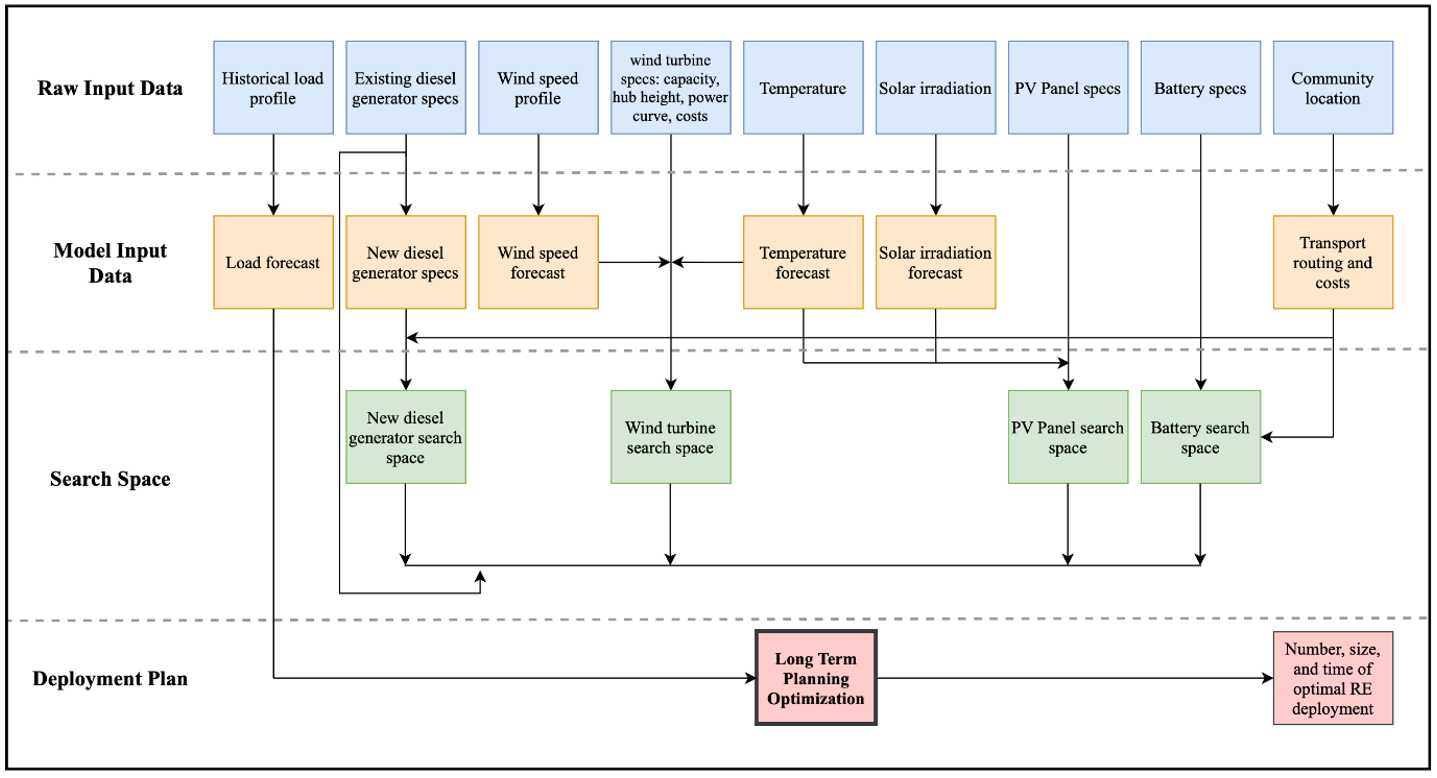 Raw Input Data
Historical load
profile
Existing diesel
generator specs
Wind speed
profile
wind turbine
specs: capacity,
hub height, power
curve, costs
Temperature
Solar irradiation
PV Panel specs
Battery specs
Community
location
Model Input
Data
Load forecast
New diesel
generator specs
Wind speed
forecast
Temperature
forecast
Solar irradiation
forecast
Transport
routing and
costs
Search Space
New diesel
generator search
space
Wind turbine
search space
PV Panel search
space
Battery search
space
Deployment Plan
Long Term
Planning
Optimization
Number, size,
and time of
optimal RE
deployment